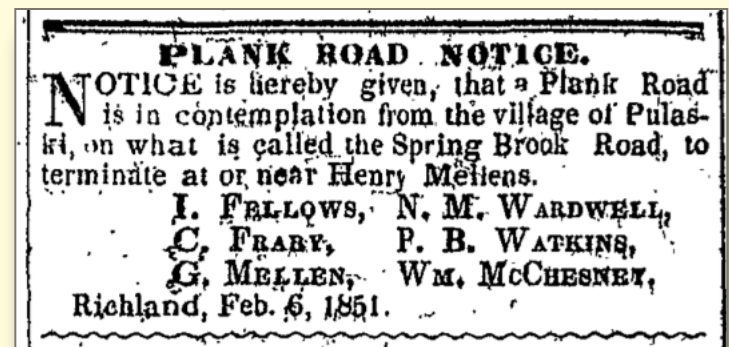 PLANK ROAD NOTICE.
NOTICE is hereby given, that a Plank Road
is in contemplation from the village of Pulas-
ki, on what is called the Spring Brook Road, to
terminate at or near Henry Mellens.
I. FELLOWS, N. M. WARDWELL,
C. FRARY, P. B. WATKINS,
G. MELLEN, WM. MCCHESNEY,
Richland, Feb. 6, 1851.